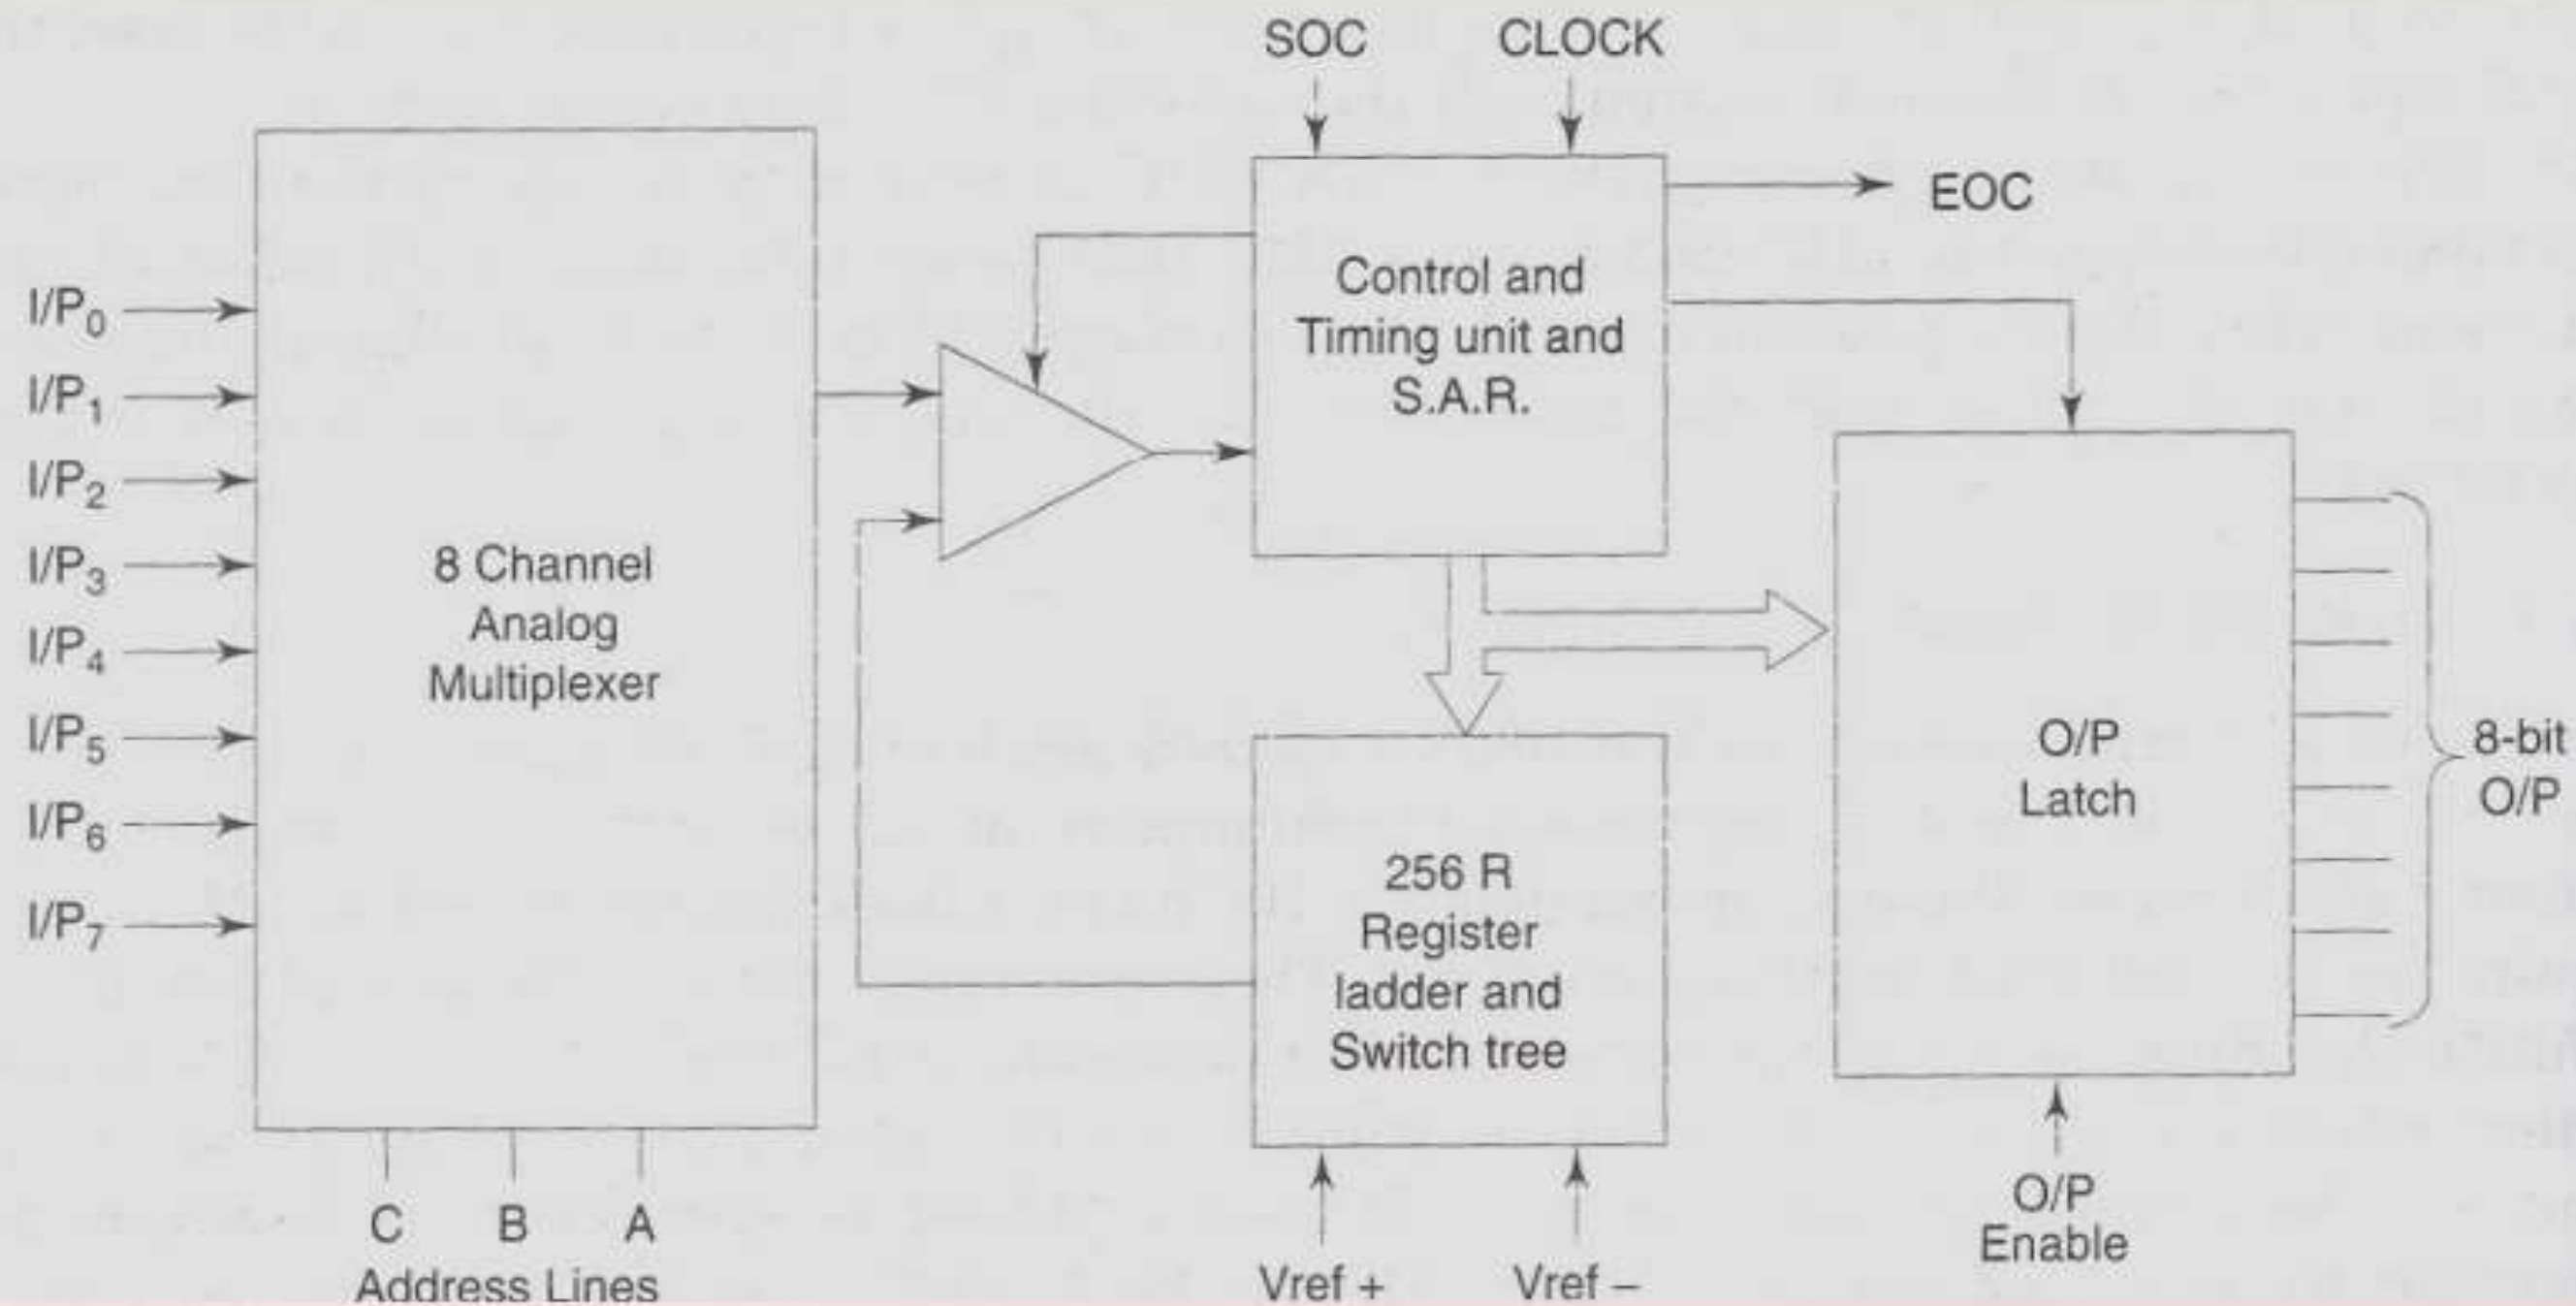 SOC
CLOCK
EOC
Control and
Timing unit and
S.A.R.
I/P0
I/P1
I/P2
I/P3
I/P4
I/P5
I/P6
I/P7
8 Channel
Analog
Multiplexer
O/P
Latch
8-bit
O/P
256 R
Register
ladder and
Switch tree
C B A
Address Lines
Vref + Vref –
O/P
Enable